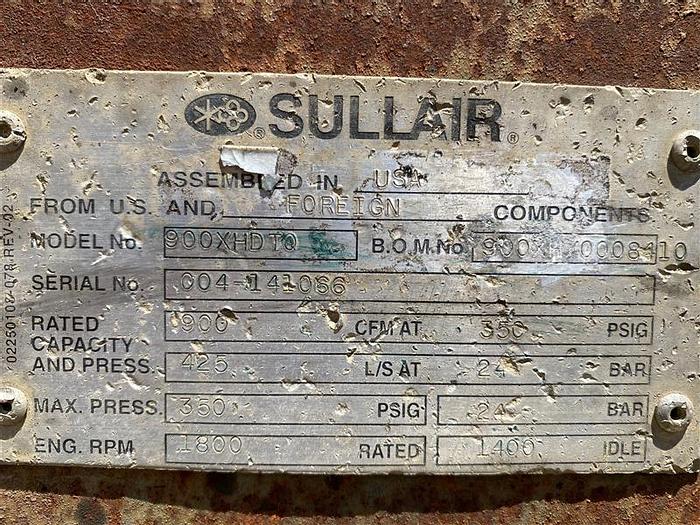 SULLAIR
ASSEMBLED IN USA
FROM U.S. AND, FOREIGN COMPONENTS
MODEL No. 900XHDTQ B.O.M.No. 900X
SERIAL No. 004-141066
RATED CAPACITY AND PRESS. 900 CFM AT 350 PSIG
425 L/S AT 24 BAR
MAX. PRESS. 350 PSIG 24 BAR
ENG. RPM 1800 RATED 1400 IDLE